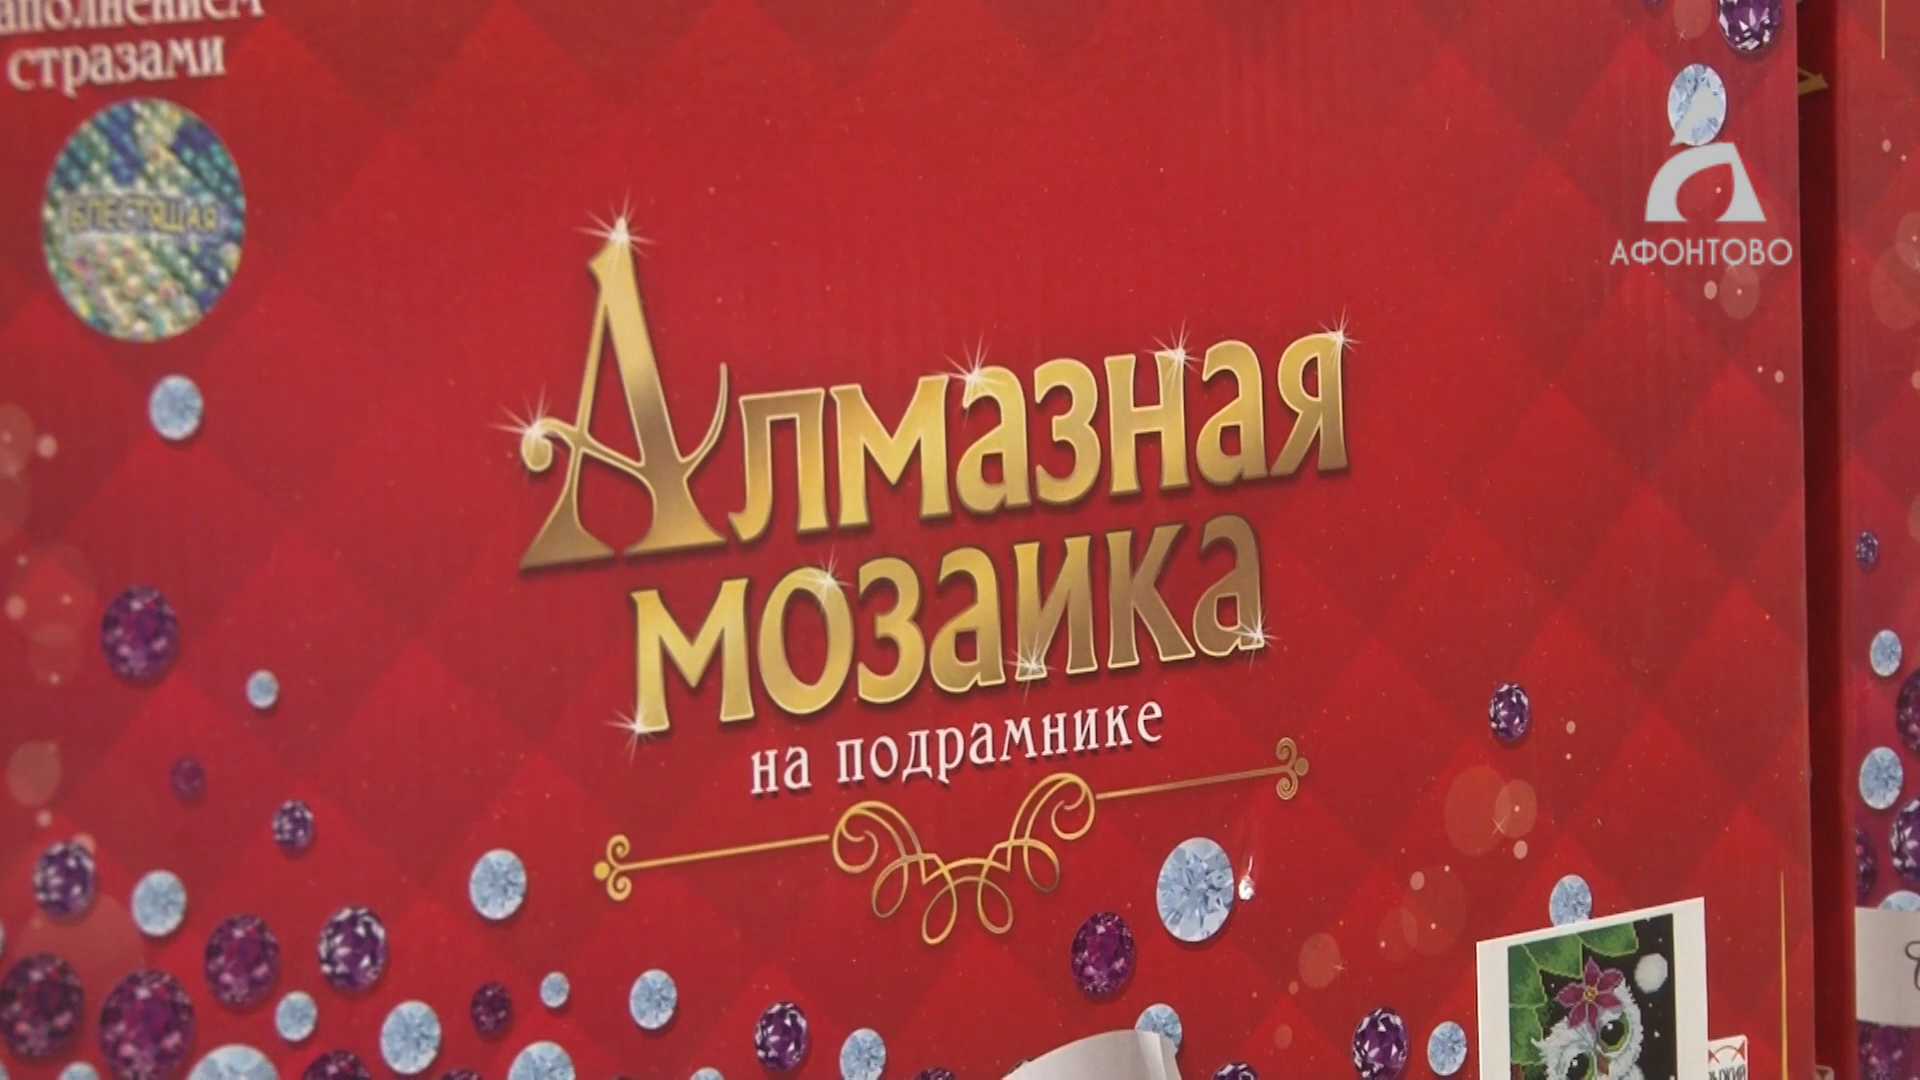 стразами
БЛЕСТЯЩАЯ
АФОНТОВО
Алмазная
мозаика
на подрамнике